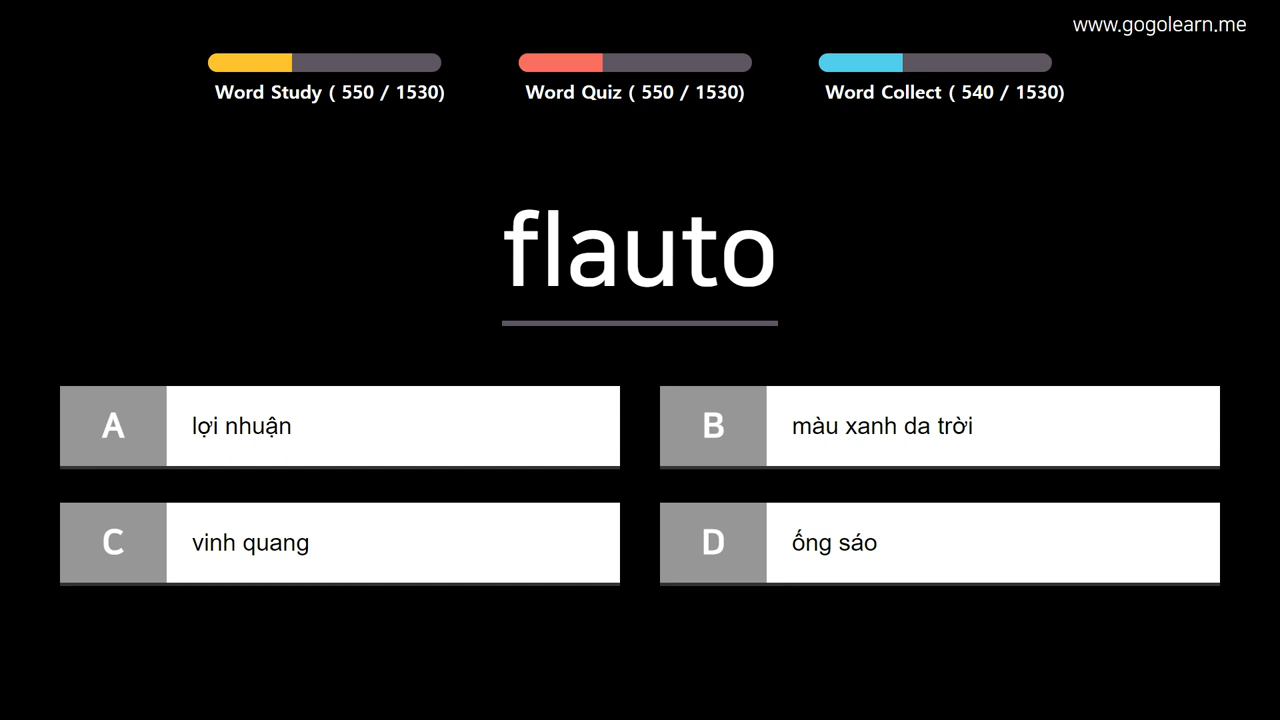 www.gogolearn.me
Word Study ( 550 / 1530)
Word Quiz ( 550 / 1530)
Word Collect ( 540 / 1530)
flauto
A
lợi nhuận
B
màu xanh da trời
C
vinh quang
D
ống sáo